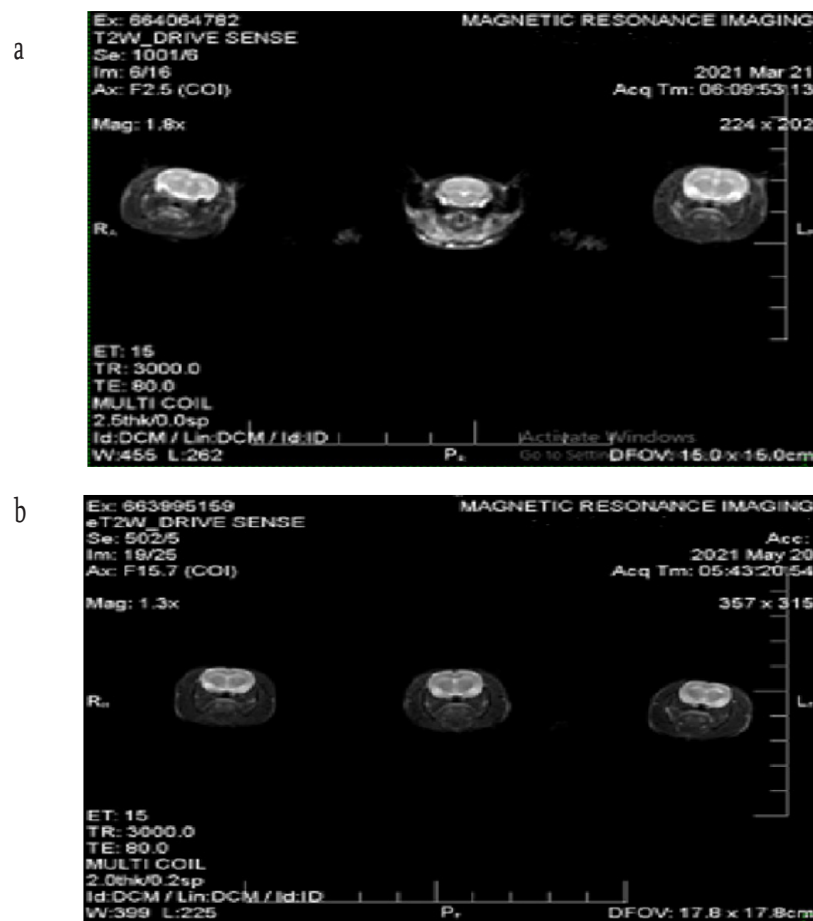 a
Ex: 664064782
MAGNETIC RESONANCE IMAGING
T2W_DRIVE SENSE
Se: 1001/6
Im: 6/16
2021 Mar 21
Ax: F2.5 (COI)
Acq Tm: 06:09:53.13
Mag: 1.8x
224 x 202
R
L
ET: 15
TR: 3000.0
TE: 80.0
MULTI COIL
2.5thk/0.0sp
Activate Windows
Id:DCM / Lin:DCM / Id:ID
W:455 L:262
P
Go to Settin
DFOV: 15.0 x 15.0cm
b
Ex: 663995159
MAGNETIC RESONANCE IMAGING
eT2W_DRIVE SENSE
Se: 502/5
Acc:
Im: 19/25
2021 May 20
Ax: F15.7 (COI)
Acq Tm: 05:43:20.54
Mag: 1.3x
357 x 315
R
L
ET: 15
TR: 3000.0
TE: 80.0
MULTI COIL
2.0thk/0.2sp
Id:DCM / Lin:DCM / Id:ID
W:399 L:225
P
DFOV: 17.8 x 17.8cm